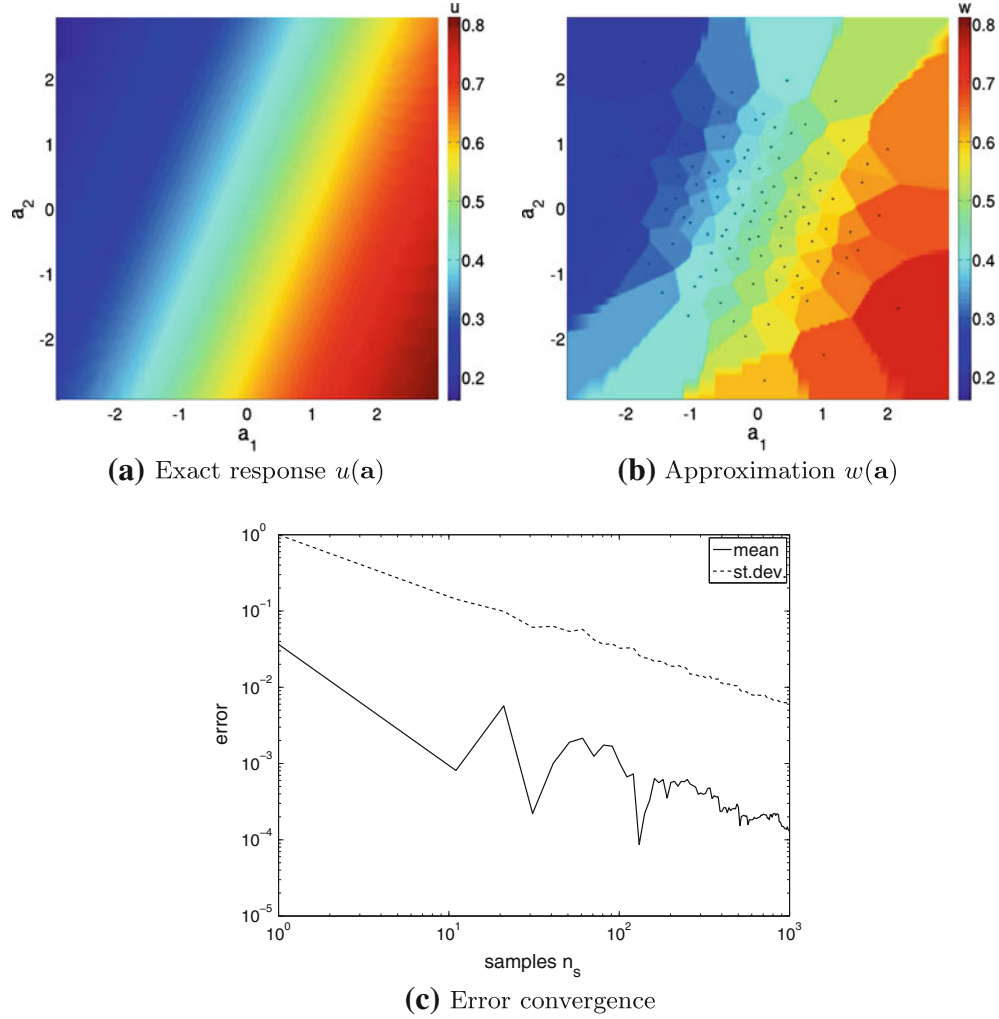 u
w
2
1
0
-1
-2
a2
-2 -1 0 1 2
a1
0.8
0.7
0.6
0.5
0.4
0.3
0.2
2
1
0
-1
-2
a2
-2 -1 0 1 2
a1
0.8
0.7
0.6
0.5
0.4
0.3
0.2
(a) Exact response u(a)
(b) Approximation w(a)
10^0
10^-1
10^-2
10^-3
10^-4
10^-5
error
mean
st.dev.
10^0 10^1 10^2 10^3
samples n_s
(c) Error convergence